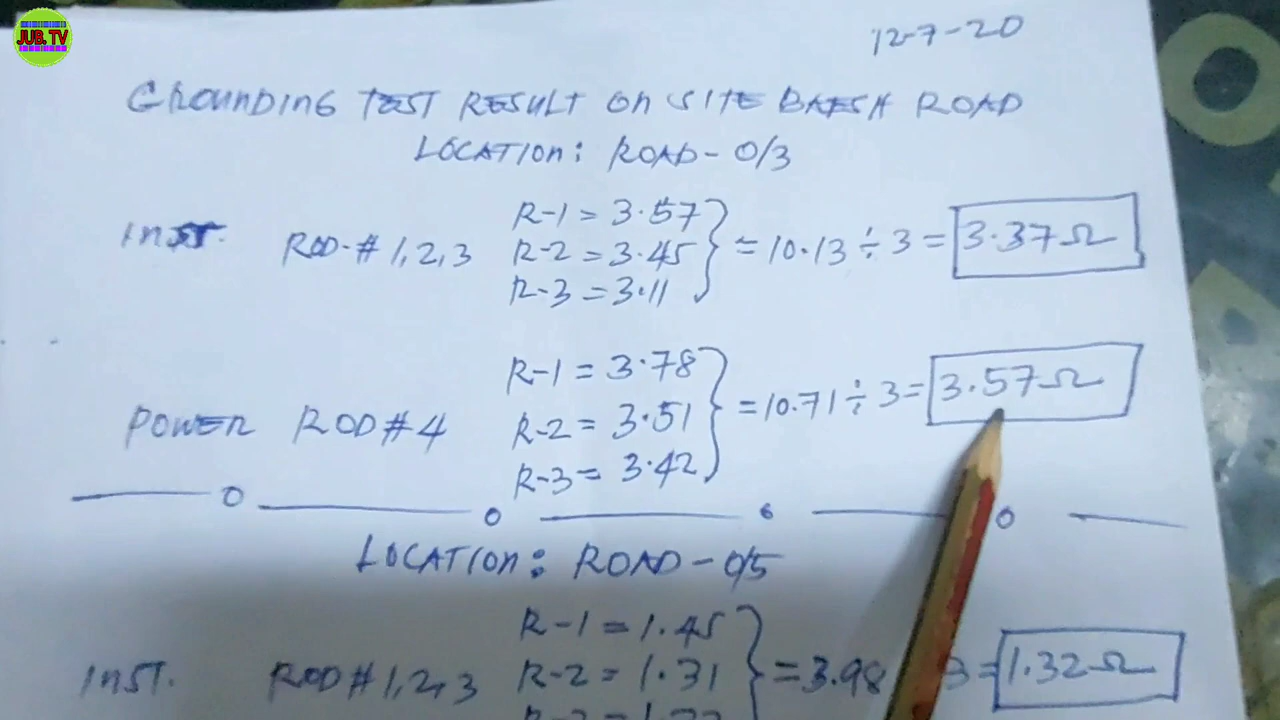 JUB.TV
12-7-20
GROUNDING TEST RESULT ON SITE BAESH ROAD
LOCATION: ROAD-0/3
INST. ROD-# 1,2,3
R-1 = 3.57
R-2 = 3.45
R-3 = 3.11
= 10.13 ÷ 3 = 3.37Ω
POWER ROD#4
R-1 = 3.78
R-2 = 3.51
R-3 = 3.42
= 10.71 ÷ 3 = 3.57Ω
LOCATION: ROAD-0/5
INST. ROD#1,2,3
R-1 = 1.45
R-2 = 1.31
= 3.98 3 = 1.32Ω